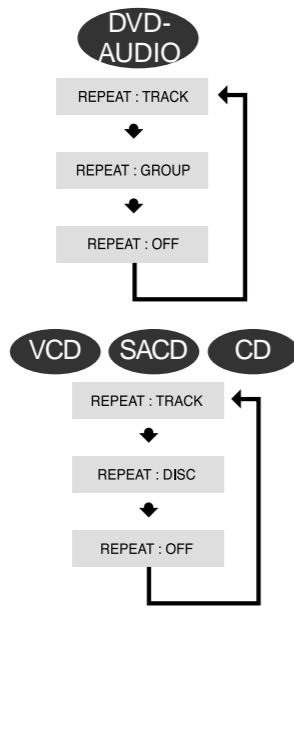 DVD-
AUDIO
REPEAT : TRACK
REPEAT : GROUP
REPEAT : OFF
VCD SACD CD
REPEAT : TRACK
REPEAT : DISC
REPEAT : OFF